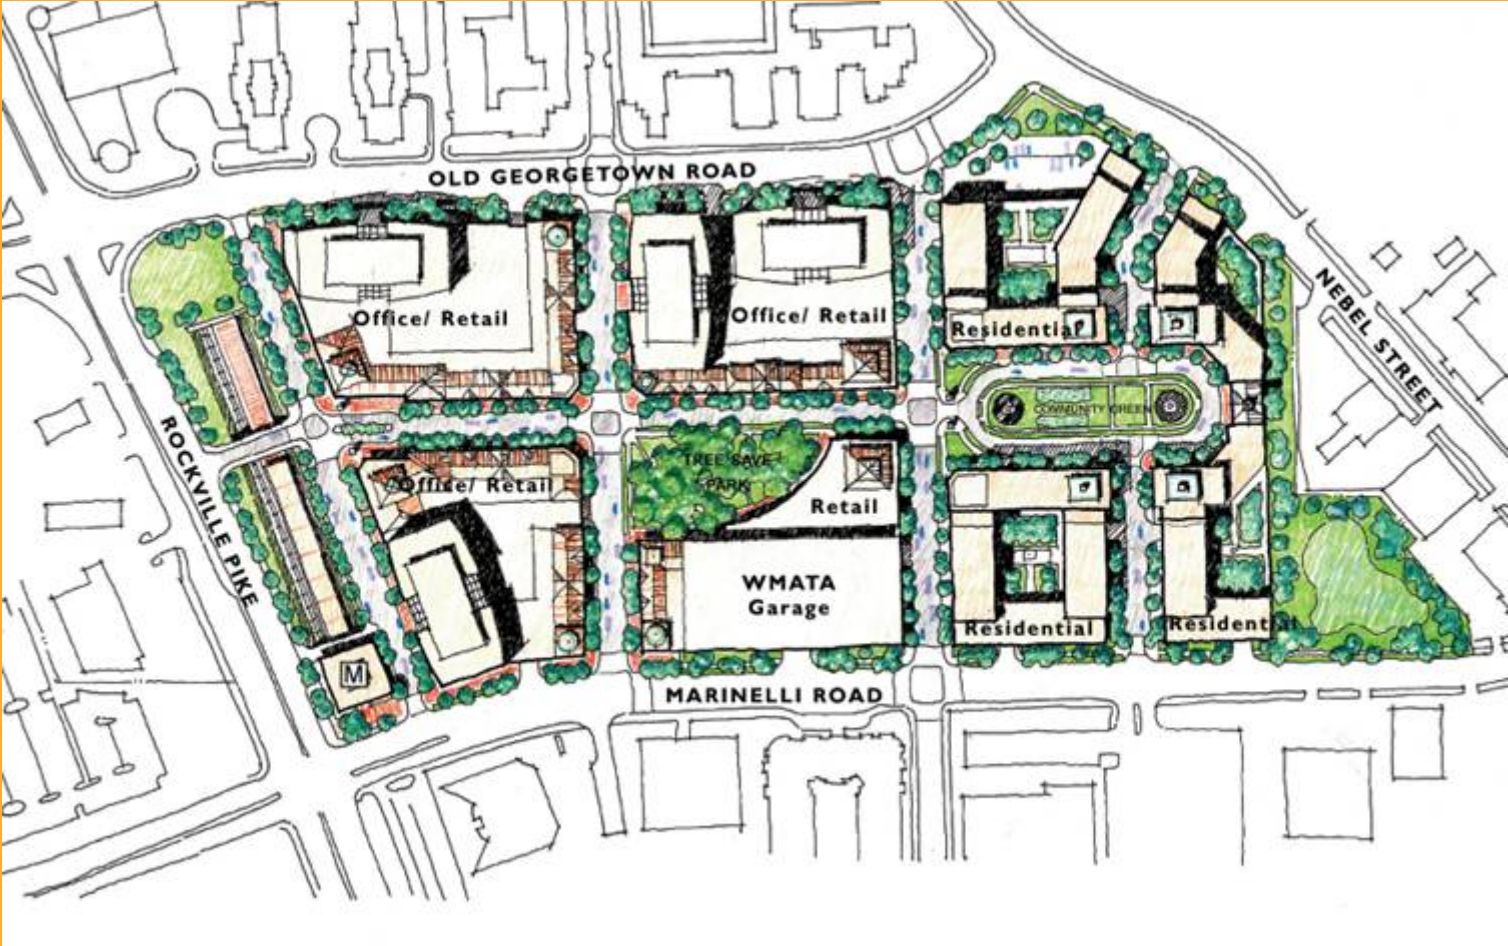 OLD GEORGETOWN ROAD
Office/ Retail
Office/ Retail
Residential
NEBEL STREET
COMMUNITY GREEN
ROCKVILLE PIKE
Office/ Retail
TREE SAVE
PARK
Retail
WMATA
Garage
Residential
Residential
M
MARINELLI ROAD